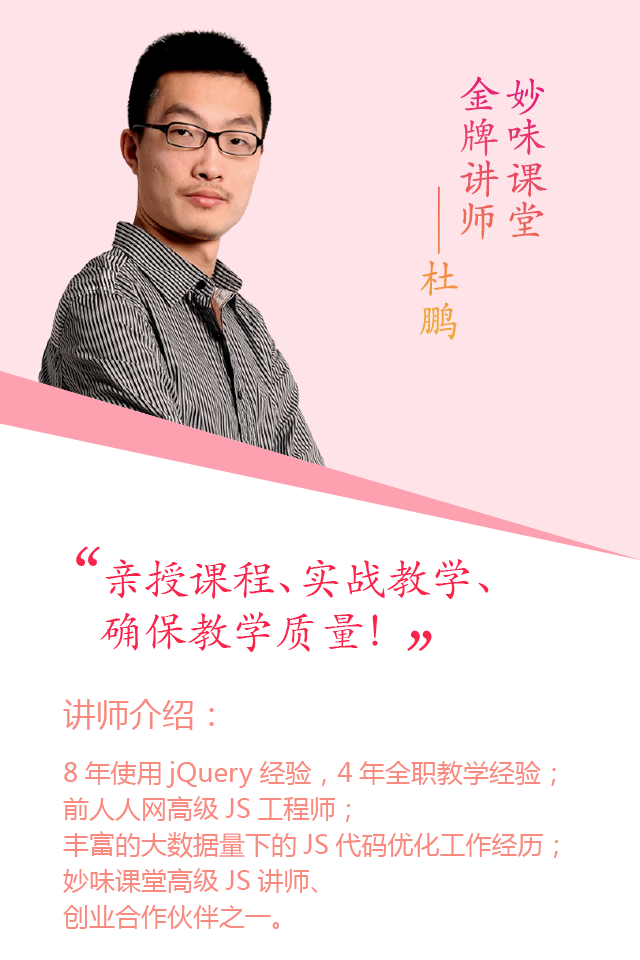 妙味课堂
金牌讲师
——杜鹏
“亲授课程、实战教学、
确保教学质量！”
讲师介绍：
8 年使用 jQuery 经验，4 年全职教学经验；
前人人网高级 JS 工程师；
丰富的大数据量下的 JS 代码优化工作经历；
妙味课堂高级 JS 讲师、
创业合作伙伴之一。